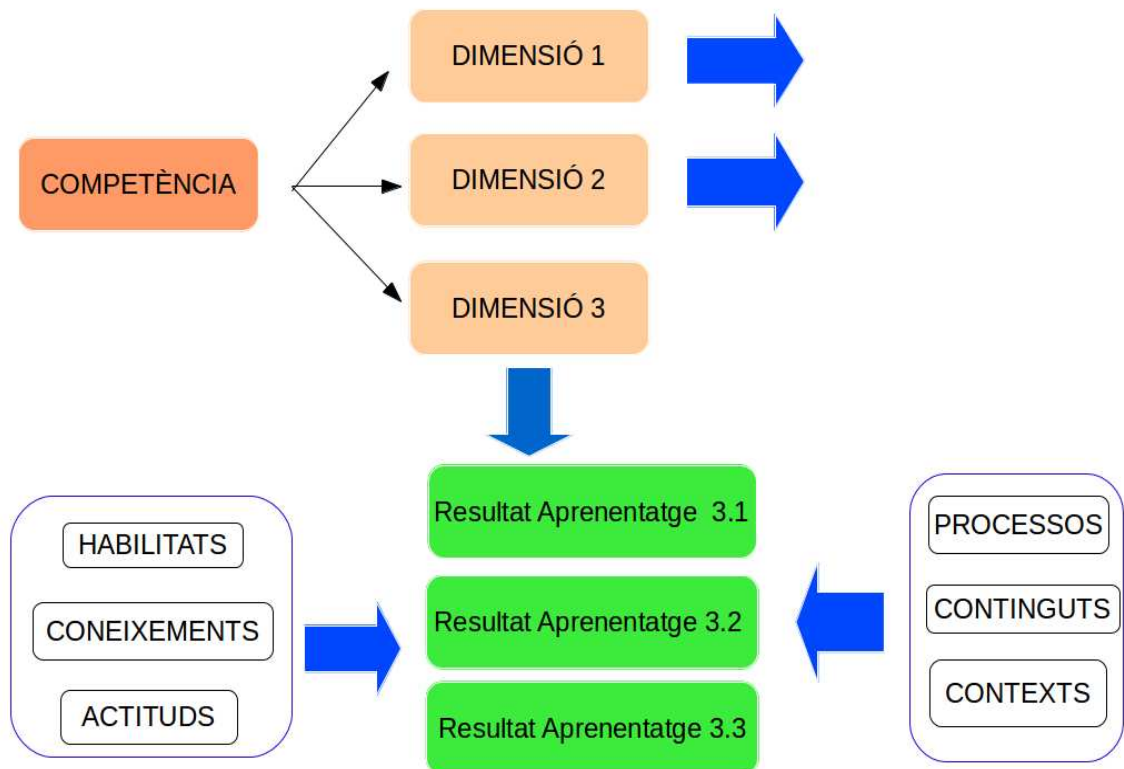 DIMENSIÓ 1
COMPETÈNCIA
DIMENSIÓ 2
DIMENSIÓ 3
HABILITATS
CONEIXEMENTS
ACTITUDS
Resultat Aprenentatge 3.1
Resultat Aprenentatge 3.2
Resultat Aprenentatge 3.3
PROCESSOS
CONTINGUTS
CONTEXTS